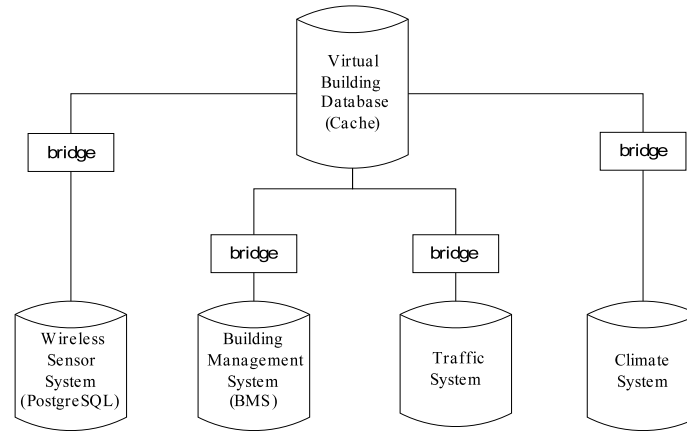 Virtual
Building
Database
(Cache)
bridge
bridge
bridge
bridge
Wireless
Sensor
System
(PostgreSQL)
Building
Management
System
(BMS)
Traffic
System
Climate
System